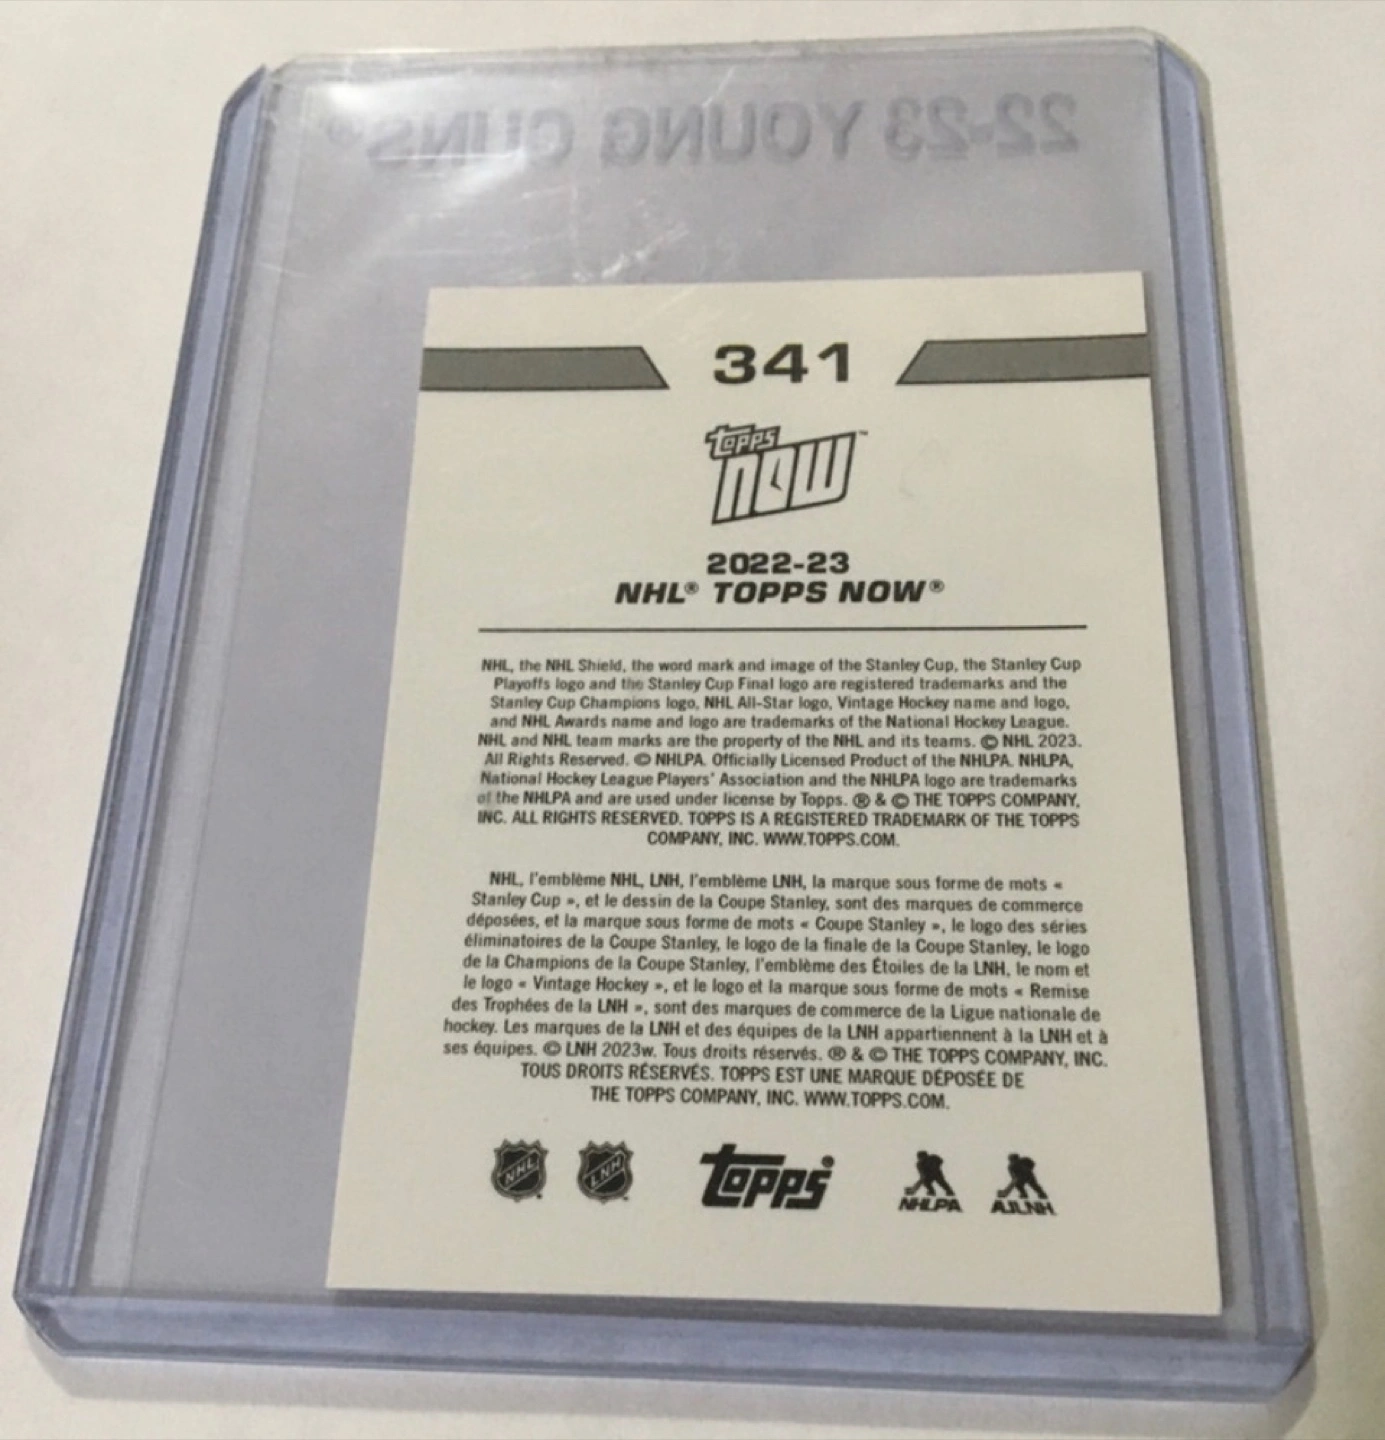 22-23 YOUNG GUNS®
341
topps
now™
2022-23
NHL® TOPPS NOW®
NHL, the NHL Shield, the word mark and image of the Stanley Cup, the Stanley Cup
Playoffs logo and the Stanley Cup Final logo are registered trademarks and the
Stanley Cup Champions logo, NHL All-Star logo, Vintage Hockey name and logo,
and NHL Awards name and logo are trademarks of the National Hockey League.
NHL and NHL team marks are the property of the NHL and its teams. © NHL 2023.
All Rights Reserved. © NHLPA. Officially Licensed Product of the NHLPA. NHLPA,
National Hockey League Players' Association and the NHLPA logo are trademarks
of the NHLPA and are used under license by Topps. ® & © THE TOPPS COMPANY,
INC. ALL RIGHTS RESERVED. TOPPS IS A REGISTERED TRADEMARK OF THE TOPPS
COMPANY, INC. WWW.TOPPS.COM.
NHL, l'emblème NHL, LNH, l'emblème LNH, la marque sous forme de mots «
Stanley Cup », et le dessin de la Coupe Stanley, sont des marques de commerce
déposées, et la marque sous forme de mots « Coupe Stanley », le logo des séries
éliminatoires de la Coupe Stanley, le logo de la finale de la Coupe Stanley, le logo
de la Champions de la Coupe Stanley, l'emblème des Étoiles de la LNH, le nom et
le logo « Vintage Hockey », et le logo et la marque sous forme de mots « Remise
des Trophées de la LNH », sont des marques de commerce de la Ligue nationale de
hockey. Les marques de la LNH et des équipes de la LNH appartiennent à la LNH et à
ses équipes. © LNH 2023w. Tous droits réservés. ® & © THE TOPPS COMPANY, INC.
TOUS DROITS RÉSERVÉS. TOPPS EST UNE MARQUE DÉPOSÉE DE
THE TOPPS COMPANY, INC. WWW.TOPPS.COM.
NHL LNH topps® NHLPA AJLNH